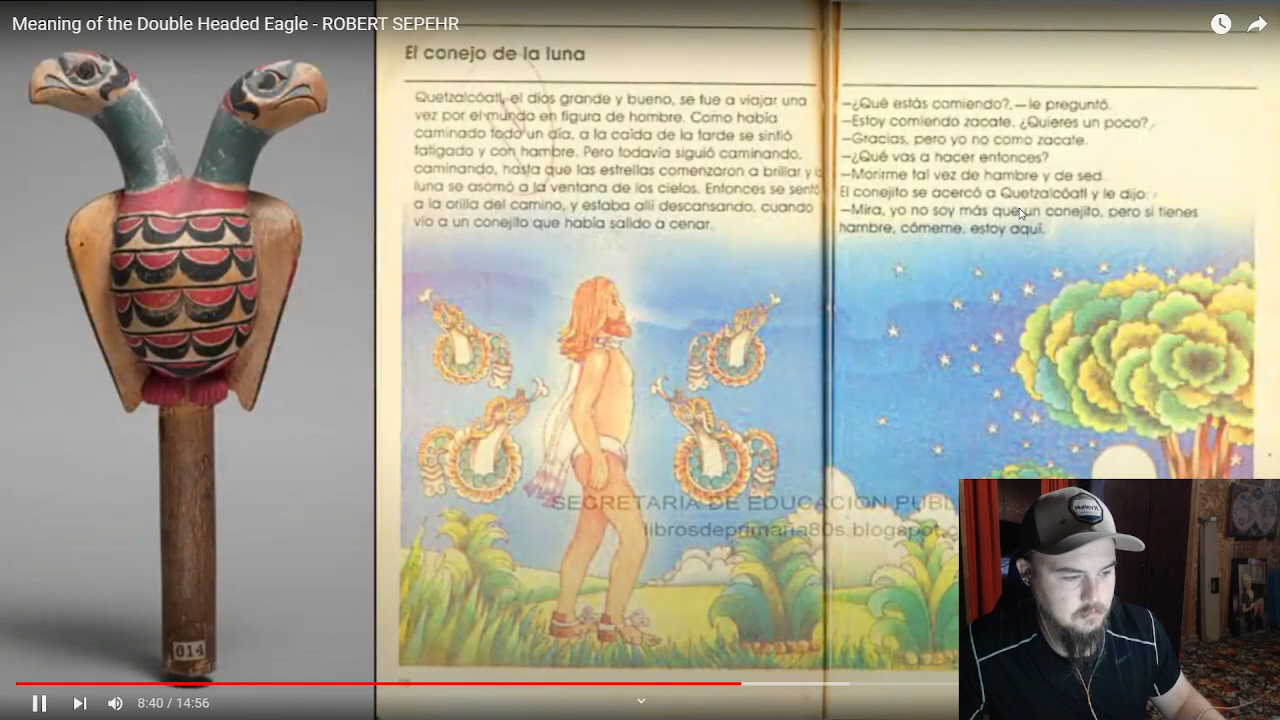 Meaning of the Double Headed Eagle - ROBERT SEPEHR
El conejo de la luna
Quetzalcóatl, el dios grande y bueno, se fue a viajar una
vez por el mundo en figura de hombre. Como había
caminado todo un día, a la caída de la tarde se sintió
fatigado y con hambre. Pero todavía siguió caminando,
caminando, hasta que las estrellas comenzaron a brillar y la
luna se asomó a la ventana de los cielos. Entonces se sentó
a la orilla del camino, y estaba allí descansando, cuando
vio a un conejito que había salido a cenar.
—¿Qué estás comiendo?, —le preguntó.
—Estoy comiendo zacate. ¿Quieres un poco?
—Gracias, pero yo no como zacate.
—¿Qué vas a hacer entonces?
—Morirme tal vez de hambre y de sed.
El conejito se acercó a Quetzalcóatl y le dijo:
—Mira, yo no soy más que un conejito, pero si tienes
hambre, cómeme, estoy aquí.
SECRETARIA DE EDUCACION PUBL
librosdeprimaria80s.blogspot.c
Hurley
614
8:40 / 14:56